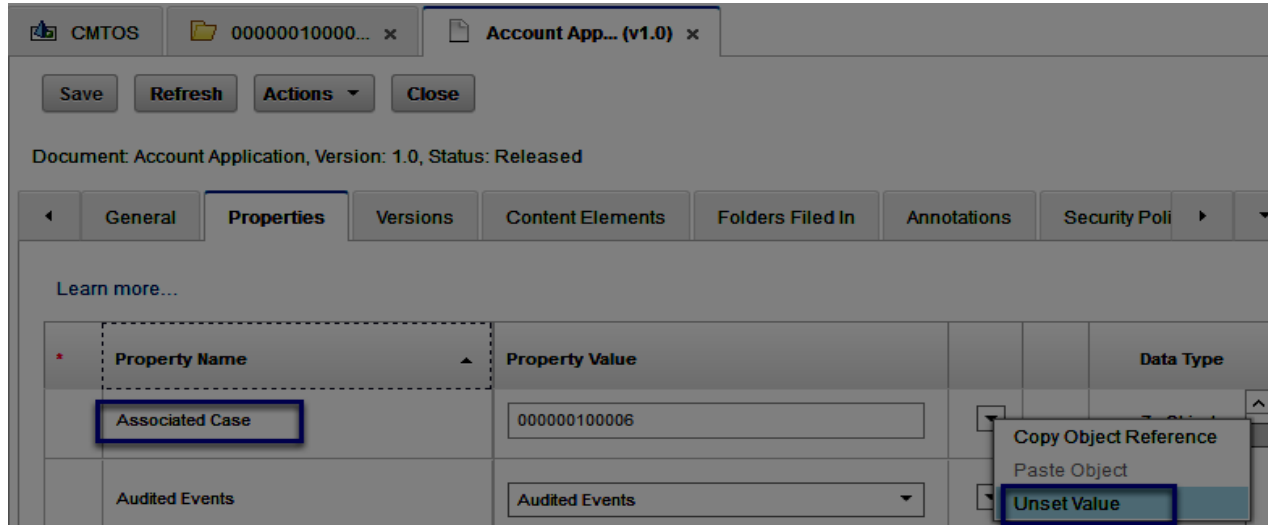 CMTOS 00000010000... × Account App... (v1.0) ×
Save Refresh Actions Close
Document: Account Application, Version: 1.0, Status: Released
General Properties Versions Content Elements Folders Filed In Annotations Security Poli
Learn more...
* Property Name Property Value Data Type
Associated Case 000000100006
Copy Object Reference
Paste Object
Audited Events Audited Events
Unset Value